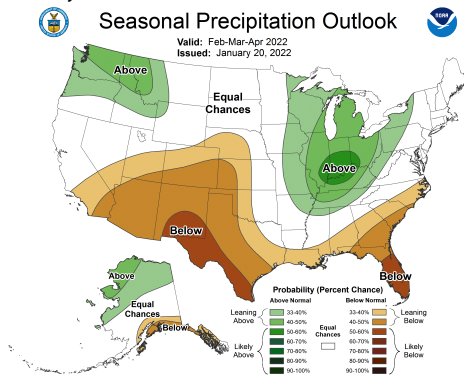 Seasonal Precipitation Outlook
NOAA
Valid: Feb-Mar-Apr 2022
Issued: January 20, 2022
Above
Equal
Chances
Above
Below
Below
Above
Equal
Chances
Below
Probability (Percent Chance)
Above Normal
Below Normal
Leaning
Above
33-40%
40-50%
50-60%
Likely
Above
60-70%
70-80%
80-90%
90-100%
Equal
Chances
33-40%
40-50%
50-60%
Leaning
Below
60-70%
70-80%
80-90%
90-100%
Likely
Below